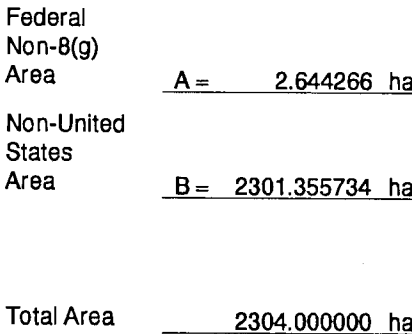 Federal
Non-8(g)
Area A = 2.644266 ha
Non-United
States
Area B = 2301.355734 ha
Total Area 2304.000000 ha